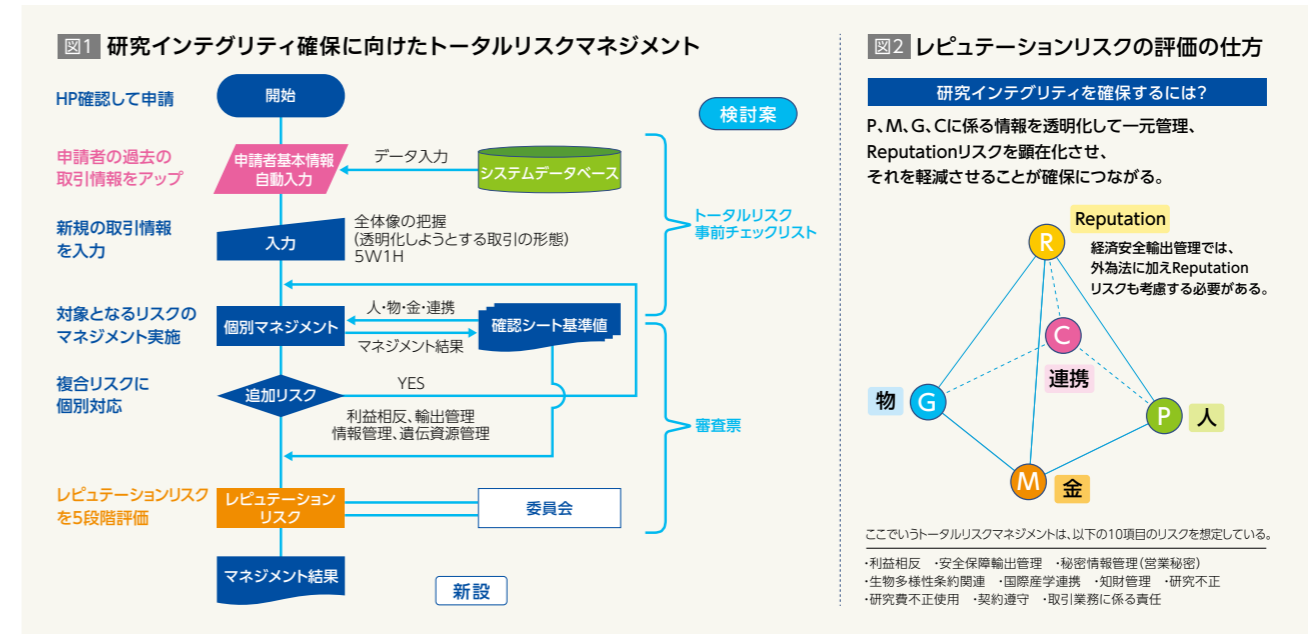 図1 研究インテグリティ確保に向けたトータルリスクマネジメント
HP確認して申請
開始
検討案
申請者の過去の
取引情報をアップ
申請者基本情報
自動入力
データ入力
システムデータベース
新規の取引情報
を入力
入力
全体像の把握
(透明化しようとする取引の形態)
5W1H
トータルリスク
事前チェックリスト
対象となるリスクの
マネジメント実施
個別マネジメント
人・物・金・連携
マネジメント結果
確認シート基準値
複合リスクに
個別対応
追加リスク
YES
利益相反、輸出管理
情報管理、遺伝資源管理
審査票
レピュテーションリスク
を5段階評価
レピュテーション
リスク
委員会
マネジメント結果
新設
図2 レピュテーションリスクの評価の仕方
研究インテグリティを確保するには?
P、M、G、Cに係る情報を透明化して一元管理、
Reputationリスクを顕在化させ、
それを軽減させることが確保につながる。
Reputation
R
経済安全輸出管理では、
外為法に加えReputation
リスクも考慮する必要がある。
C
連携
物
G
P
人
M
金
ここでいうトータルリスクマネジメントは、以下の10項目のリスクを想定している。
・利益相反 ・安全保障輸出管理 ・秘密情報管理(営業秘密)
・生物多様性条約関連 ・国際産学連携 ・知財管理 ・研究不正
・研究費不正使用 ・契約遵守 ・取引業務に係る責任